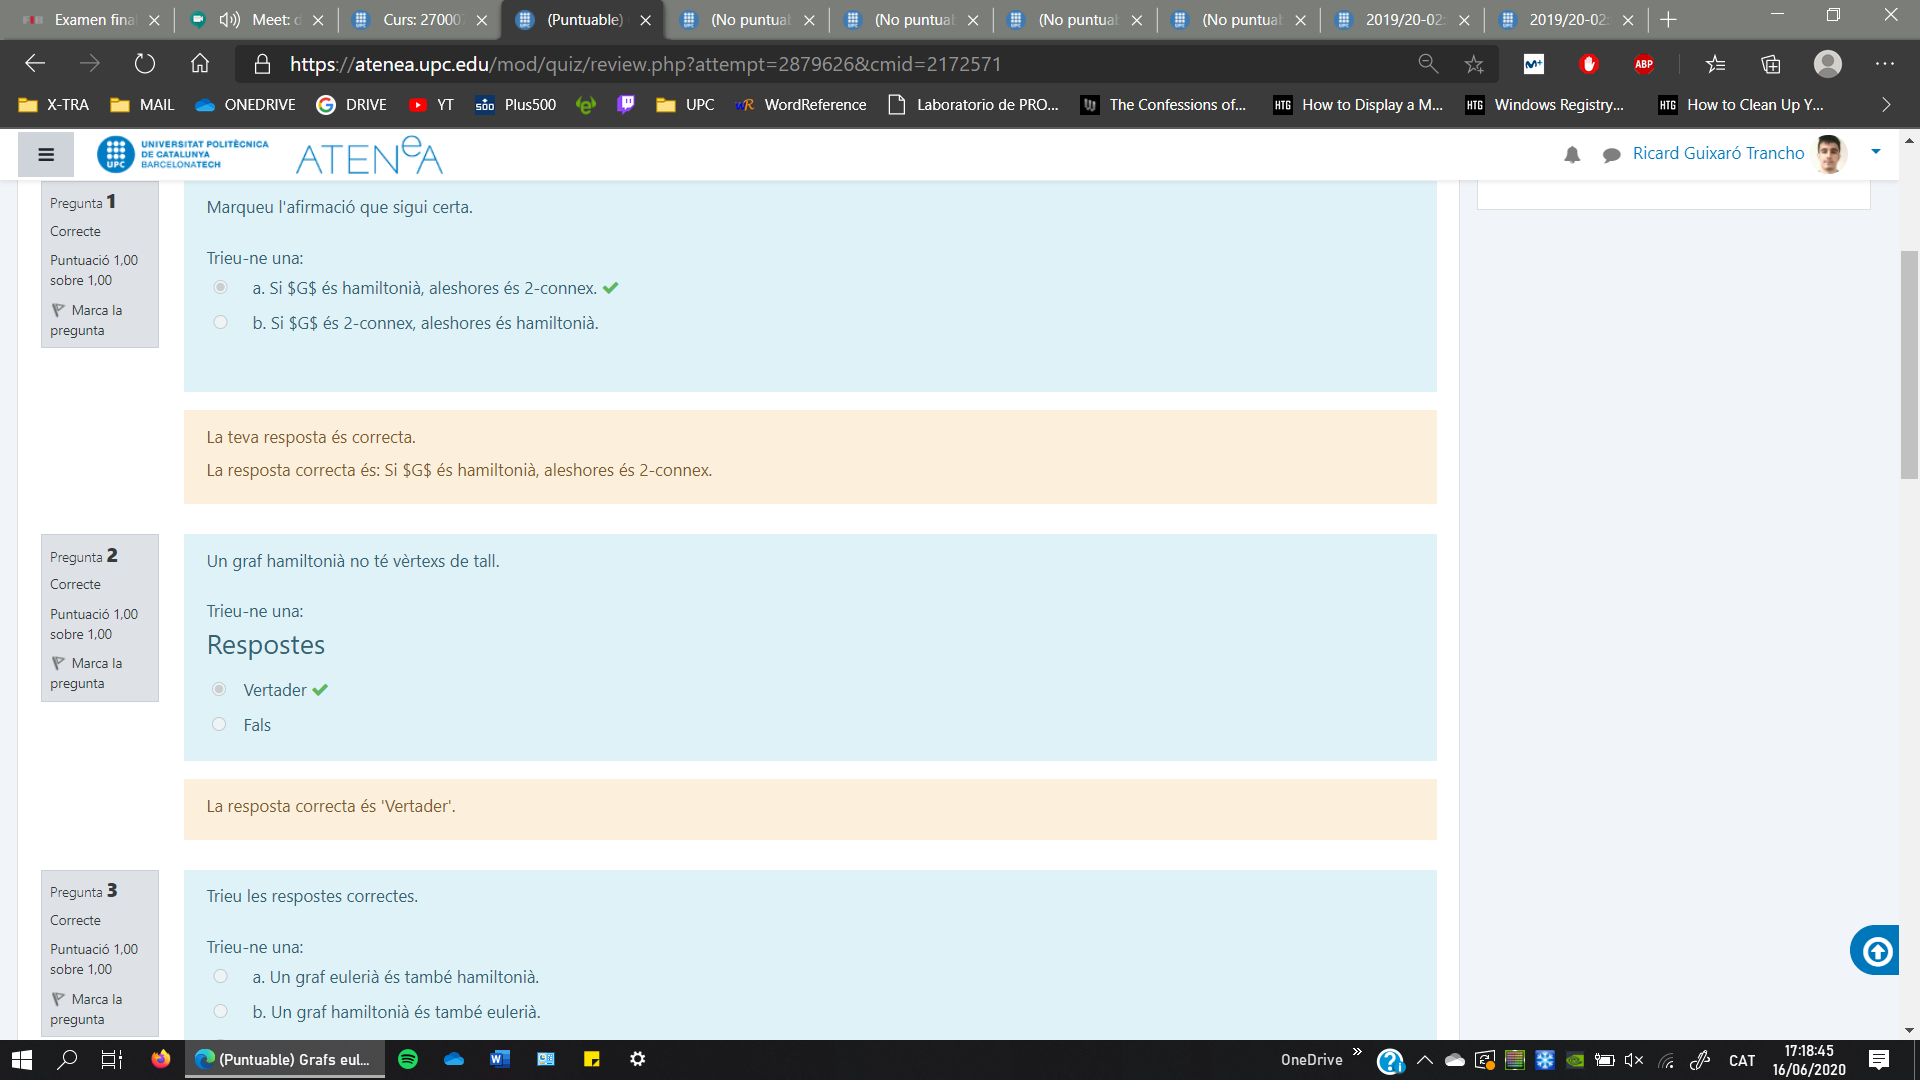 Examen fina
Meet: c
Curs: 27000
(Puntuable)
(No puntual
(No puntual
(No puntual
(No puntual
2019/20-02:
2019/20-02:
https://atenea.upc.edu/mod/quiz/review.php?attempt=2879626&cmid=2172571
ABP
X-TRA
MAIL
ONEDRIVE
DRIVE
YT
Plus500
UPC
WordReference
Laboratorio de PRO...
The Confessions of...
HTG How to Display a M...
HTG Windows Registry...
HTG How to Clean Up Y...
UPC
UNIVERSITAT POLITÈCNICA
DE CATALUNYA
BARCELONATECH
ATENeA
Ricard Guixaró Trancho
Pregunta 1
Correcte
Puntuació 1,00
sobre 1,00
Marca la
pregunta
Marqueu l'afirmació que sigui certa.
Trieu-ne una:
a. Si $G$ és hamiltonià, aleshores és 2-connex.
b. Si $G$ és 2-connex, aleshores és hamiltonià.
La teva resposta és correcta.
La resposta correcta és: Si $G$ és hamiltonià, aleshores és 2-connex.
Pregunta 2
Correcte
Puntuació 1,00
sobre 1,00
Marca la
pregunta
Un graf hamiltonià no té vèrtexs de tall.
Trieu-ne una:
Respostes
Vertader
Fals
La resposta correcta és 'Vertader'.
Pregunta 3
Correcte
Puntuació 1,00
sobre 1,00
Marca la
pregunta
Trieu les respostes correctes.
Trieu-ne una:
a. Un graf eulerià és també hamiltonià.
b. Un graf hamiltonià és també eulerià.
(Puntuable) Grafs eul...
OneDrive
CAT
17:18:45
16/06/2020